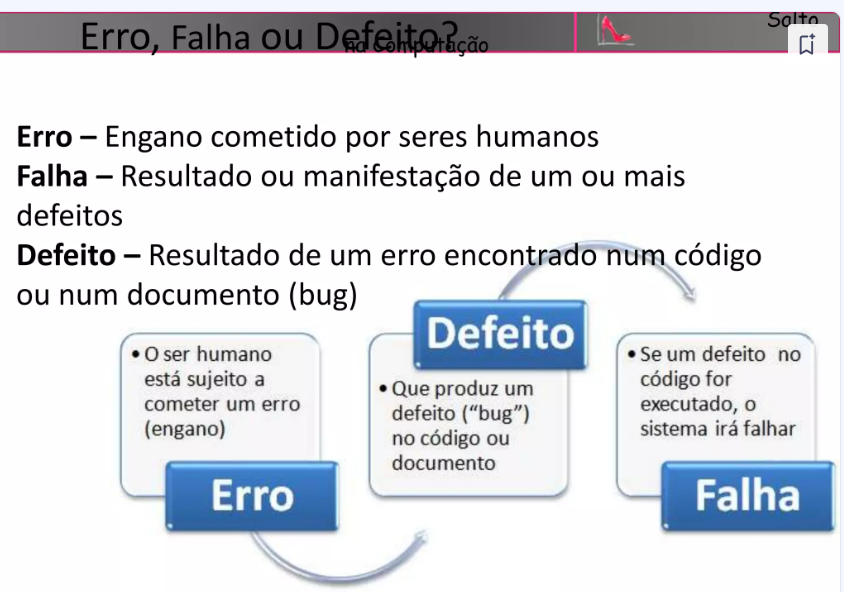 Erro, Falha ou Defeito?
na Computação
Salto
Erro – Engano cometido por seres humanos
Falha – Resultado ou manifestação de um ou mais
defeitos
Defeito – Resultado de um erro encontrado num código
ou num documento (bug)
• O ser humano
está sujeito a
cometer um erro
(engano)
Erro
Defeito
• Que produz um
defeito (“bug”)
no código ou
documento
• Se um defeito no
código for
executado, o
sistema irá falhar
Falha